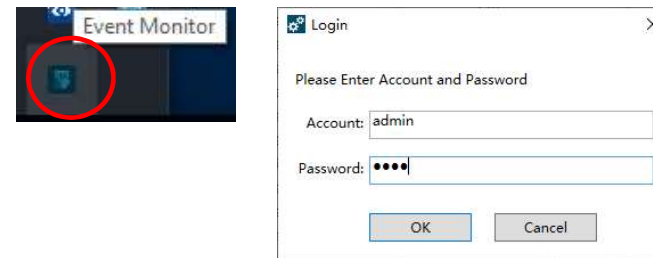 Event Monitor
Login
Please Enter Account and Password
Account: admin
Password: ••••
OK Cancel